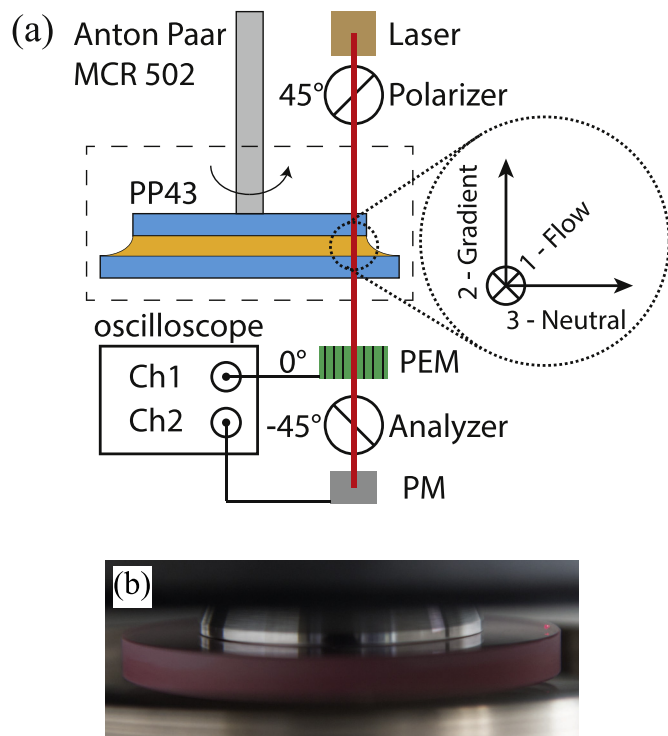 (a)
Anton Paar
MCR 502
Laser
45°
Polarizer
PP43
2 - Gradient
1 - Flow
3 - Neutral
oscilloscope
Ch1
0°
PEM
Ch2
-45°
Analyzer
PM
(b)